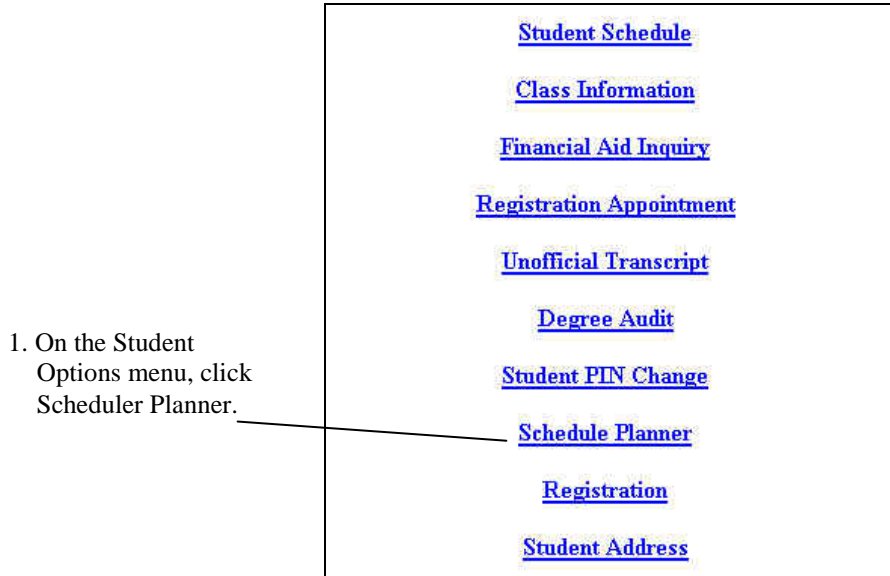 Student Schedule
Class Information
Financial Aid Inquiry
Registration Appointment
Unofficial Transcript
Degree Audit
1. On the Student
Options menu, click
Scheduler Planner.
Student PIN Change
Schedule Planner
Registration
Student Address